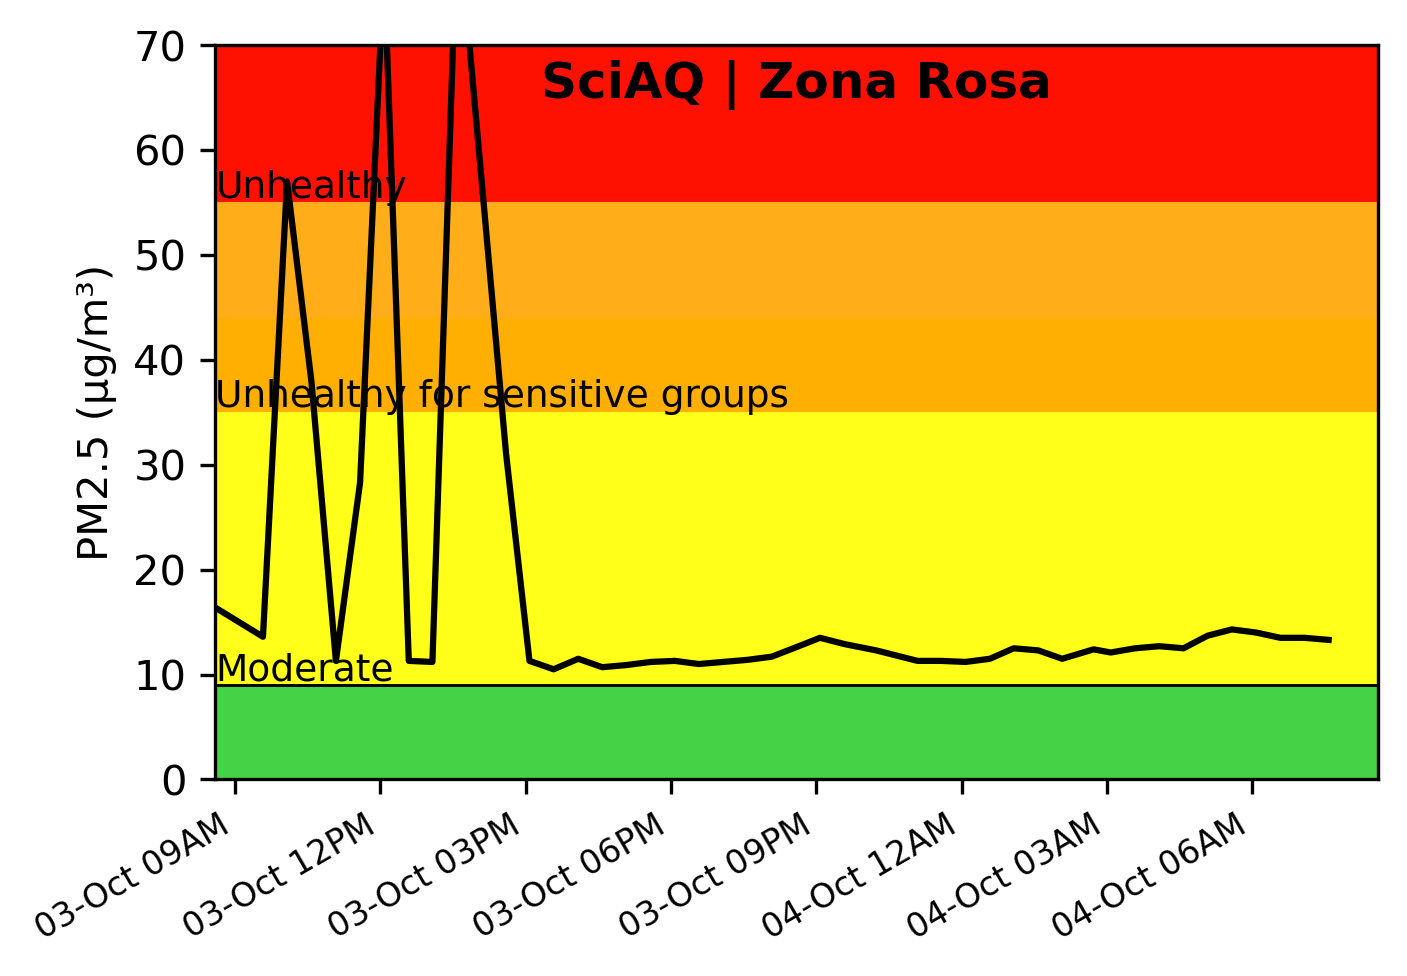 SciAQ | Zona Rosa
PM2.5 (µg/m³)
70
60
50
40
30
20
10
0
Unhealthy
Unhealthy for sensitive groups
Moderate
03-Oct 09AM
03-Oct 12PM
03-Oct 03PM
03-Oct 06PM
03-Oct 09PM
04-Oct 12AM
04-Oct 03AM
04-Oct 06AM